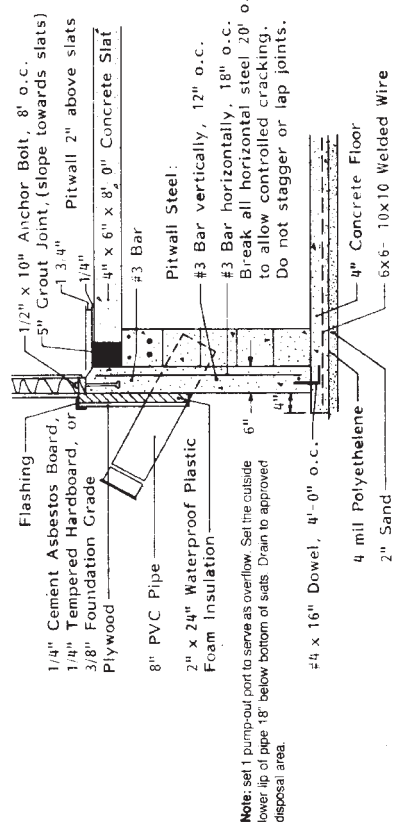 Flashing
1/4" Cement Asbestos Board,
1/4" Tempered Hardboard, or
3/8" Foundation Grade
Plywood
8" PVC Pipe
2" x 24" Waterproof Plastic
Foam Insulation
Note: set 1 pump-out port to serve as overflow. Set the outside
lower lip of pipe 18" below bottom of slats. Drain to approved
disposal area.
#4 x 16" Dowel, 4'-0" o.c.
4 mil Polyethelene
2" Sand
1/2" x 10" Anchor Bolt, 8' o.c.
5" Grout Joint, (slope towards slats)
1 3/4"
Pitwall 2" above slats
1/4"
4" x 6" x 8' 0" Concrete Slat
#3 Bar
Pitwall Steel:
#3 Bar vertically, 12" o.c.
#3 Bar horizontally, 18" o.c.
Break all horizontal steel 20' o.
to allow controlled cracking.
Do not stagger or lap joints.
6"
4"
4" Concrete Floor
6x6- 10x10 Welded Wire